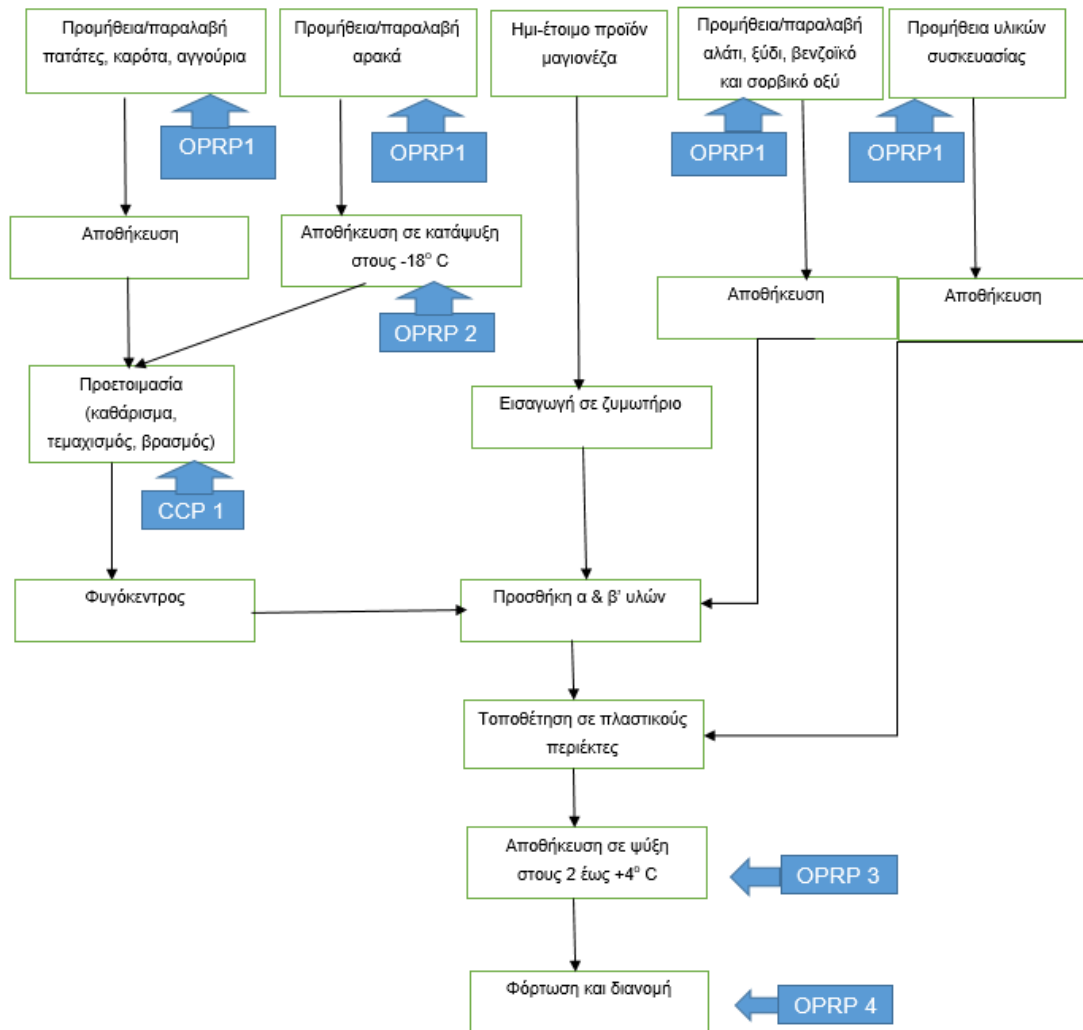 Προμήθεια/παραλαβή
πατάτες, καρότα, αγγούρια
Προμήθεια/παραλαβή
αρακά
Ημι-έτοιμο προϊόν
μαγιονέζα
Προμήθεια/παραλαβή
αλάτι, ξύδι, βενζοϊκό
και σορβικό οξύ
Προμήθεια υλικών
συσκευασίας
OPRP1
OPRP1
OPRP1
OPRP1
Αποθήκευση
Αποθήκευση σε κατάψυξη
στους -18° C
Αποθήκευση
Αποθήκευση
OPRP 2
Προετοιμασία
(καθάρισμα,
τεμαχισμός, βρασμός)
Εισαγωγή σε ζυμωτήριο
CCP 1
Φυγόκεντρος
Προσθήκη α & β’ υλών
Τοποθέτηση σε πλαστικούς
περιέκτες
Αποθήκευση σε ψύξη
στους 2 έως +4° C
OPRP 3
Φόρτωση και διανομή
OPRP 4